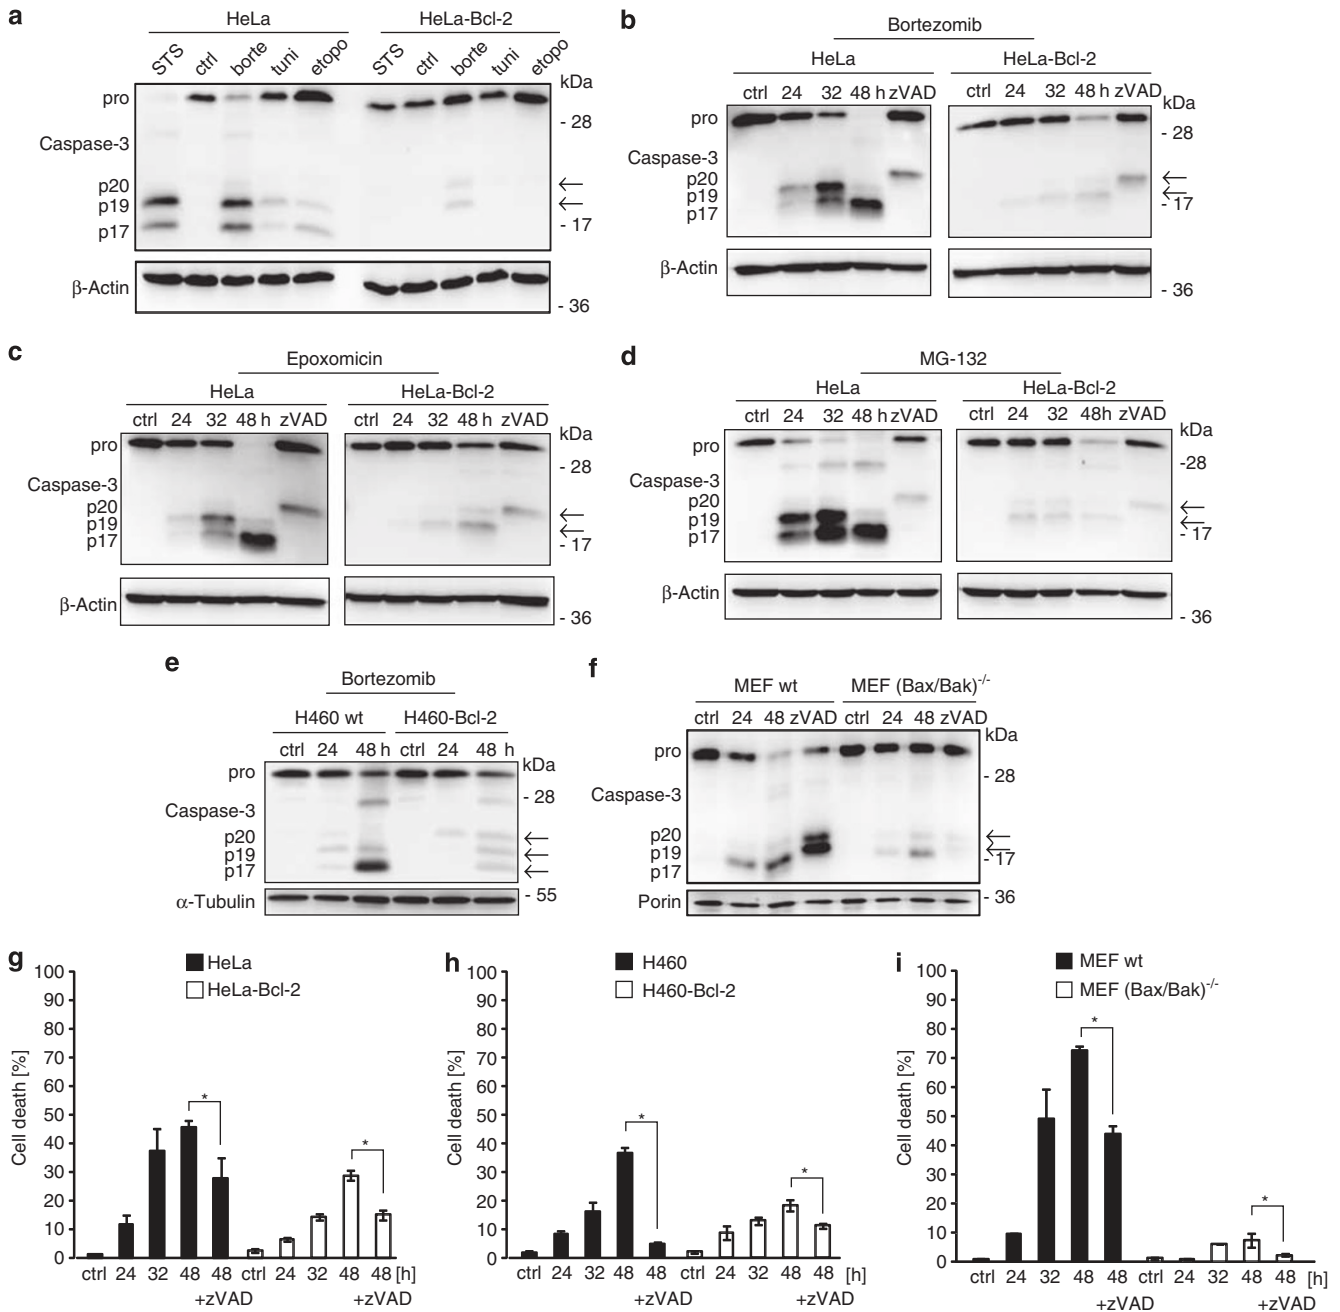 a
HeLa
HeLa-Bcl-2
STS ctrl borte tuni etopo STS ctrl borte tuni etopo
kDa
pro
- 28
Caspase-3
p20
p19
p17
- 17
β-Actin
- 36
b
Bortezomib
HeLa
HeLa-Bcl-2
ctrl 24 32 48 h zVAD ctrl 24 32 48 h zVAD
kDa
pro
- 28
Caspase-3
p20
p19
p17
- 17
β-Actin
- 36
c
Epoxomicin
HeLa
HeLa-Bcl-2
ctrl 24 32 48 h zVAD ctrl 24 32 48 h zVAD
kDa
pro
- 28
Caspase-3
p20
p19
p17
- 17
β-Actin
- 36
d
MG-132
HeLa
HeLa-Bcl-2
ctrl 24 32 48 h zVAD ctrl 24 32 48h zVAD
kDa
pro
-28
Caspase-3
p20
p19
p17
- 17
β-Actin
- 36
e
Bortezomib
H460 wt H460-Bcl-2
ctrl 24 48 h ctrl 24 48 h
kDa
pro
- 28
Caspase-3
p20
p19
p17
α-Tubulin
- 55
f
MEF wt MEF (Bax/Bak)-/-
ctrl 24 48 zVAD ctrl 24 48 zVAD
kDa
pro
- 28
Caspase-3
p20
p19
p17
- 17
Porin
- 36
g
HeLa
HeLa-Bcl-2
Cell death [%]
100
90
80
70
60
50
40
30
20
10
0
* *
ctrl 24 32 48 48 ctrl 24 32 48 48 [h]
+zVAD +zVAD
h
H460
H460-Bcl-2
Cell death [%]
100
90
80
70
60
50
40
30
20
10
0
* *
ctrl 24 32 48 48 ctrl 24 32 48 48 [h]
+zVAD +zVAD
i
MEF wt
MEF (Bax/Bak)-/-
Cell death [%]
100
90
80
70
60
50
40
30
20
10
0
* *
ctrl 24 32 48 48 ctrl 24 32 48 48 [h]
+zVAD +zVAD